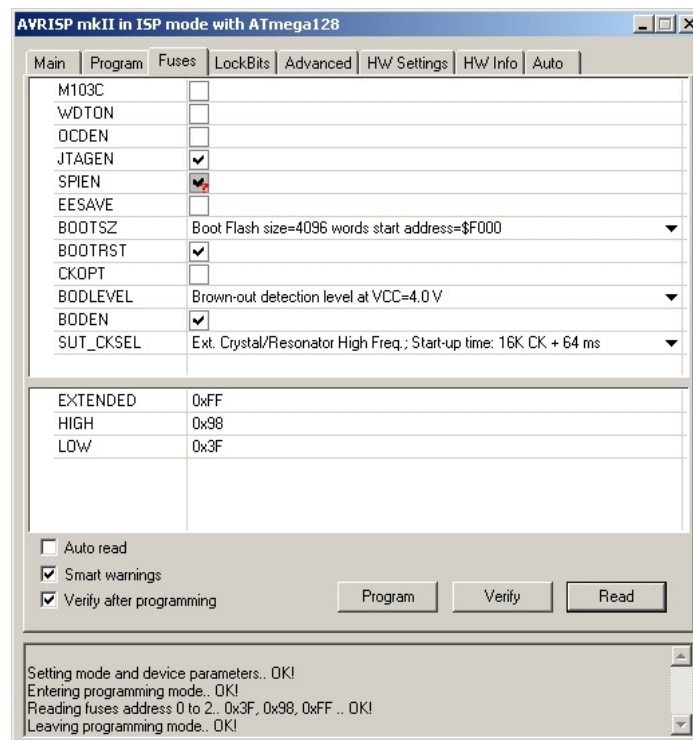 AVRISP mkII in ISP mode with ATmega128
Main Program Fuses LockBits Advanced HW Settings HW Info Auto
M103C
WDTON
OCDEN
JTAGEN
SPIEN
EESAVE
BOOTSZ Boot Flash size=4096 words start address=$F000
BOOTRST
CKOPT
BODLEVEL Brown-out detection level at VCC=4.0 V
BODEN
SUT_CKSEL Ext. Crystal/Resonator High Freq.; Start-up time: 16K CK + 64 ms
EXTENDED 0xFF
HIGH 0x98
LOW 0x3F
Auto read
Smart warnings
Verify after programming
Program Verify Read
Setting mode and device parameters.. OK!
Entering programming mode.. OK!
Reading fuses address 0 to 2.. 0x3F, 0x98, 0xFF .. OK!
Leaving programming mode.. OK!